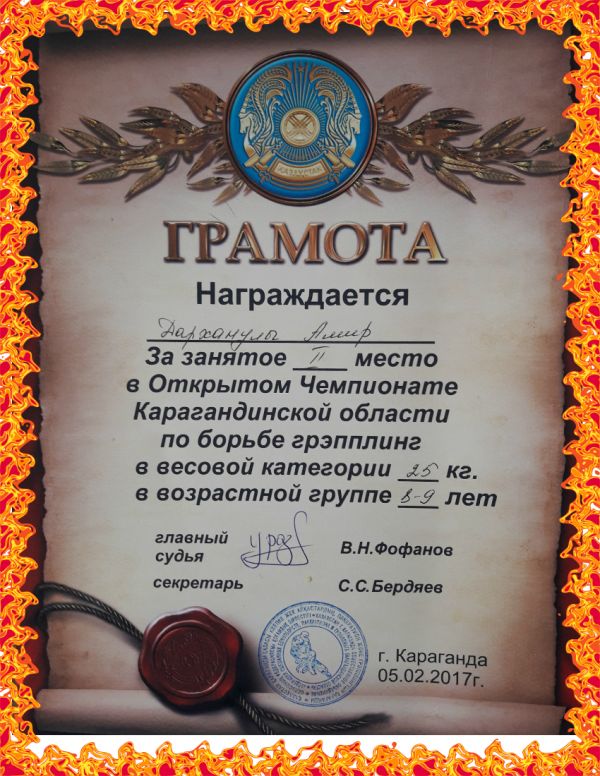 ҚАЗАҚСТАН
ГРАМОТА
Награждается
Дарханулы Амир
За занятое II место
в Открытом Чемпионате
Карагандинской области
по борьбе грэпплинг
в весовой категории 25 кг.
в возрастной группе 8-9 лет
главный
судья В.Н.Фофанов
секретарь С.С.Бердяев
г. Караганда
05.02.2017г.